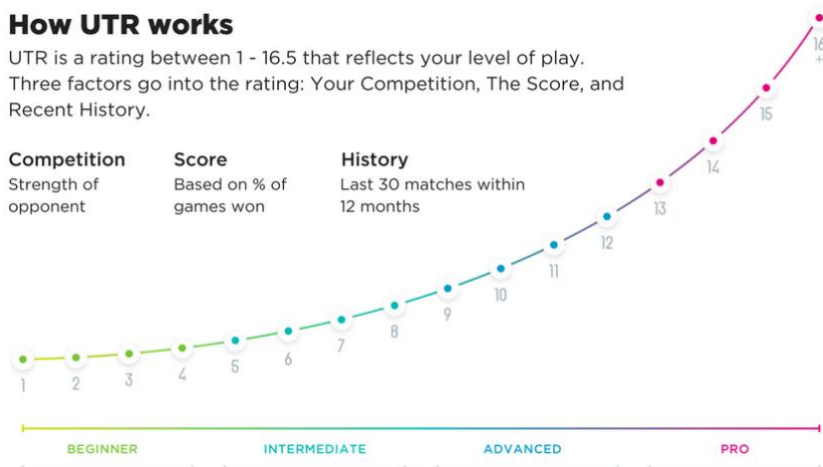 How UTR works
UTR is a rating between 1 - 16.5 that reflects your level of play.
Three factors go into the rating: Your Competition, The Score, and
Recent History.
Competition
Strength of
opponent
Score
Based on % of
games won
History
Last 30 matches within
12 months
1
2
3
4
5
6
7
8
9
10
11
12
13
14
15
16
+
BEGINNER
INTERMEDIATE
ADVANCED
PRO